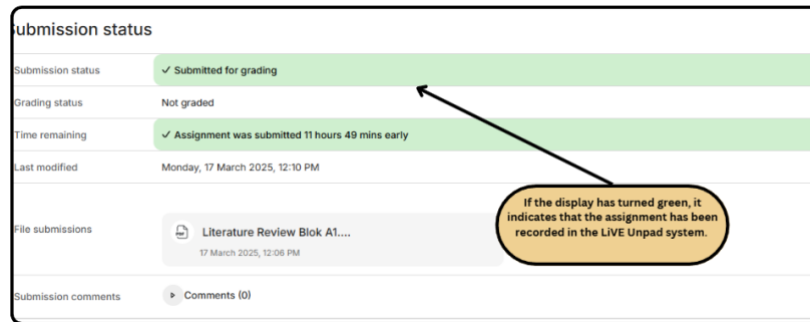 Submission status
Submission status ✓ Submitted for grading
Grading status Not graded
Time remaining ✓ Assignment was submitted 11 hours 49 mins early
Last modified Monday, 17 March 2025, 12:10 PM
If the display has turned green, it
indicates that the assignment has been
recorded in the LiVE Unpad system.
File submissions
PDF
Literature Review Blok A1....
17 March 2025, 12:06 PM
Submission comments Comments (0)